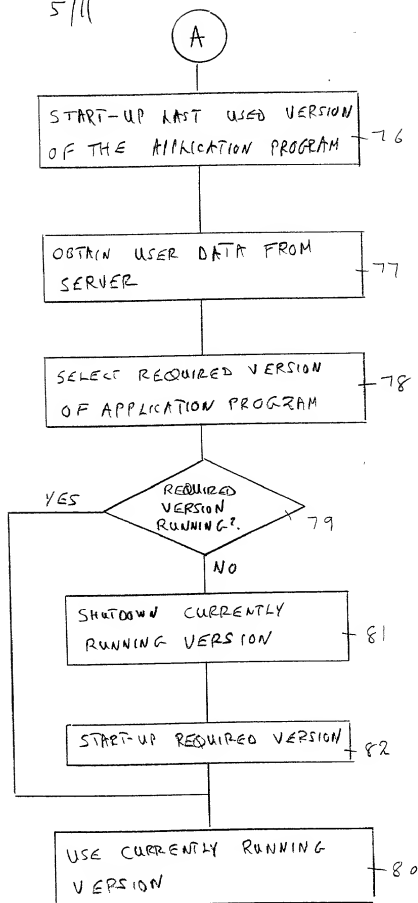 5/11
A
START-UP LAST USED VERSION
OF THE APPLICATION PROGRAM
76
OBTAIN USER DATA FROM
SERVER
77
SELECT REQUIRED VERSION
OF APPLICATION PROGRAM
78
YES
REQUIRED
VERSION
RUNNING?.
79
NO
SHUTDOWN CURRENTLY
RUNNING VERSION
81
START-UP REQUIRED VERSION
82
USE CURRENTLY RUNNING
VERSION
80